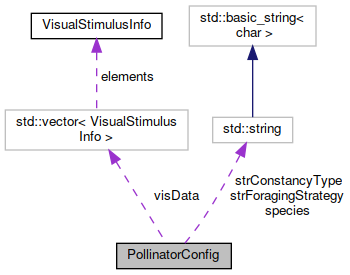 VisualStimulusInfo
std::basic_string<
char >
elements
std::vector< VisualStimulus
Info >
std::string
visData
strConstancyType
strForagingStrategy
species
PollinatorConfig